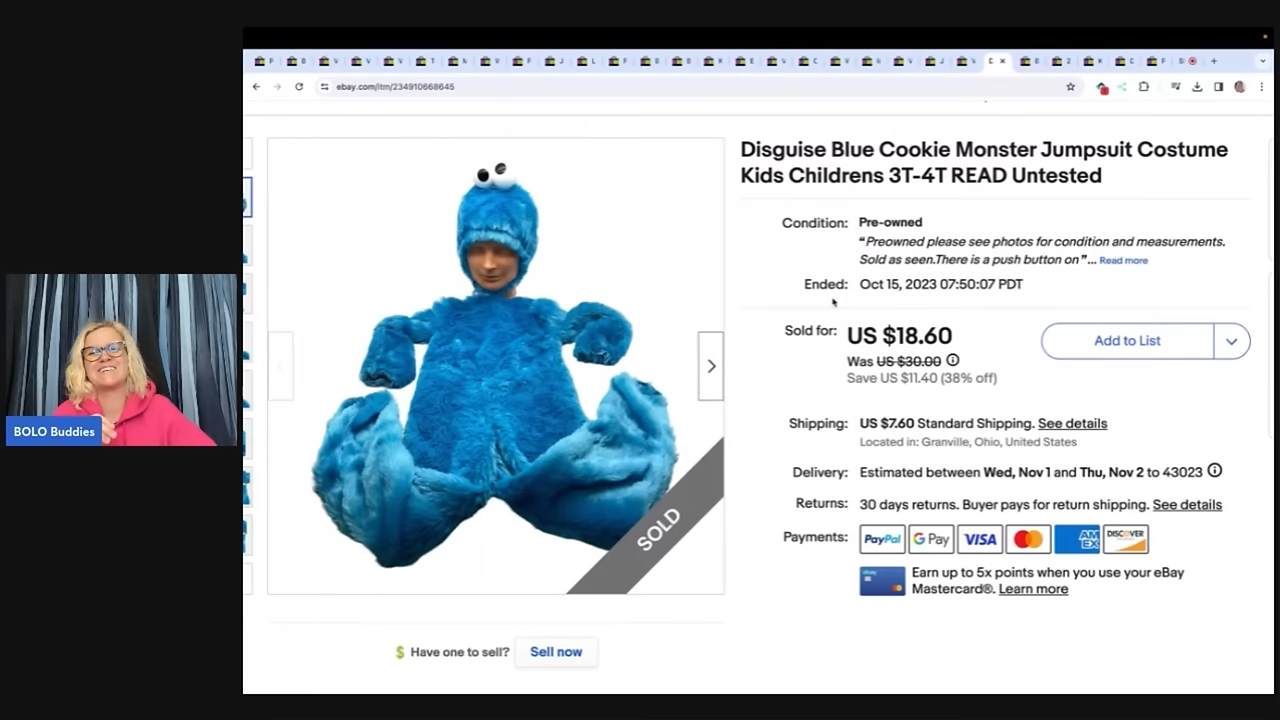 ebay.com/itm/234910668645
Disguise Blue Cookie Monster Jumpsuit Costume
Kids Childrens 3T-4T READ Untested
Condition: Pre-owned
“Preowned please see photos for condition and measurements.
Sold as seen.There is a push button on”... Read more
Ended: Oct 15, 2023 07:50:07 PDT
Sold for: US $18.60
Add to List
Was US $30.00
Save US $11.40 (38% off)
Shipping: US $7.60 Standard Shipping. See details
Located in: Granville, Ohio, United States
Delivery: Estimated between Wed, Nov 1 and Thu, Nov 2 to 43023
Returns: 30 days returns. Buyer pays for return shipping. See details
Payments: PayPal G Pay VISA AM EX DISCOVER
Earn up to 5x points when you use your eBay
Mastercard®. Learn more
SOLD
$ Have one to sell? Sell now
BOLO Buddies